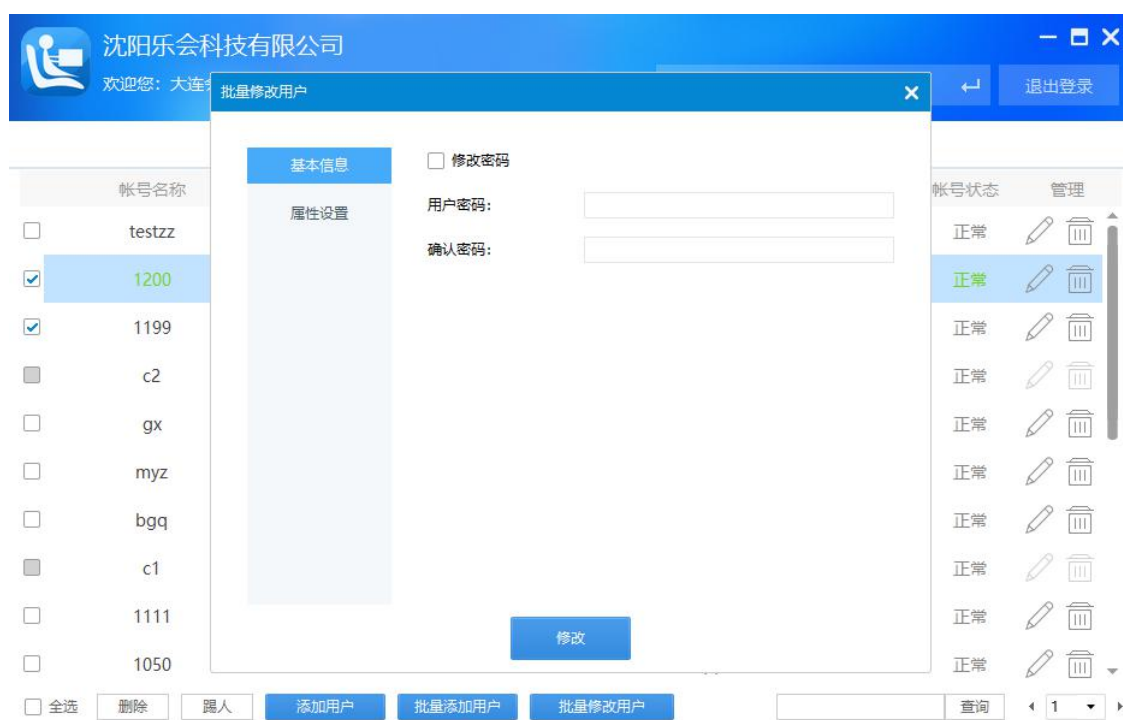 沈阳乐会科技有限公司
欢迎您：大连
退出登录
批量修改用户
基本信息
属性设置
修改密码
用户密码：
确认密码：
修改
帐号名称 帐号状态 管理
testzz 正常
1200 正常
1199 正常
c2 正常
gx 正常
myz 正常
bgq 正常
c1 正常
1111 正常
1050 正常
全选 删除 踢人 添加用户 批量添加用户 批量修改用户 查询 1